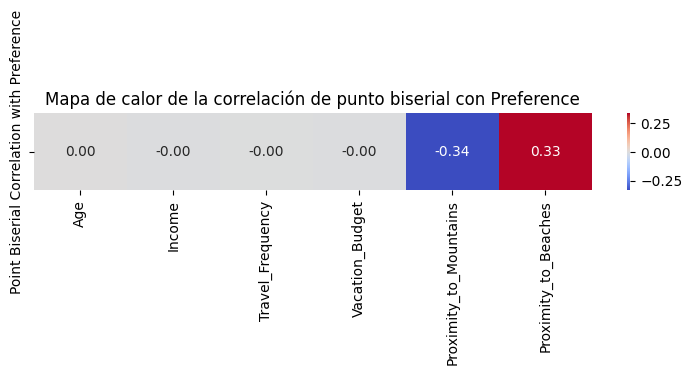 Mapa de calor de la correlación de punto biserial con Preference
Point Biserial Correlation with Preference
0.00
-0.00
-0.00
-0.00
-0.34
0.33
0.25
0.00
−0.25
Age
Income
Travel_Frequency
Vacation_Budget
Proximity_to_Mountains
Proximity_to_Beaches